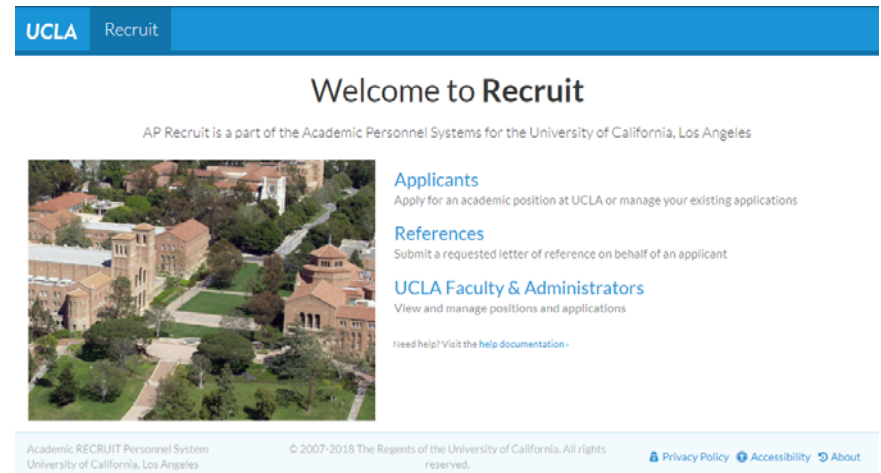 UCLA Recruit
Welcome to Recruit
AP Recruit is a part of the Academic Personnel Systems for the University of California, Los Angeles
Applicants
Apply for an academic position at UCLA or manage your existing applications
References
Submit a requested letter of reference on behalf of an applicant
UCLA Faculty & Administrators
View and manage positions and applications
Need help? Visit the help documentation ›
Academic RECRUIT Personnel System
University of California, Los Angeles
© 2007-2018 The Regents of the University of California. All rights
reserved.
Privacy Policy Accessibility About